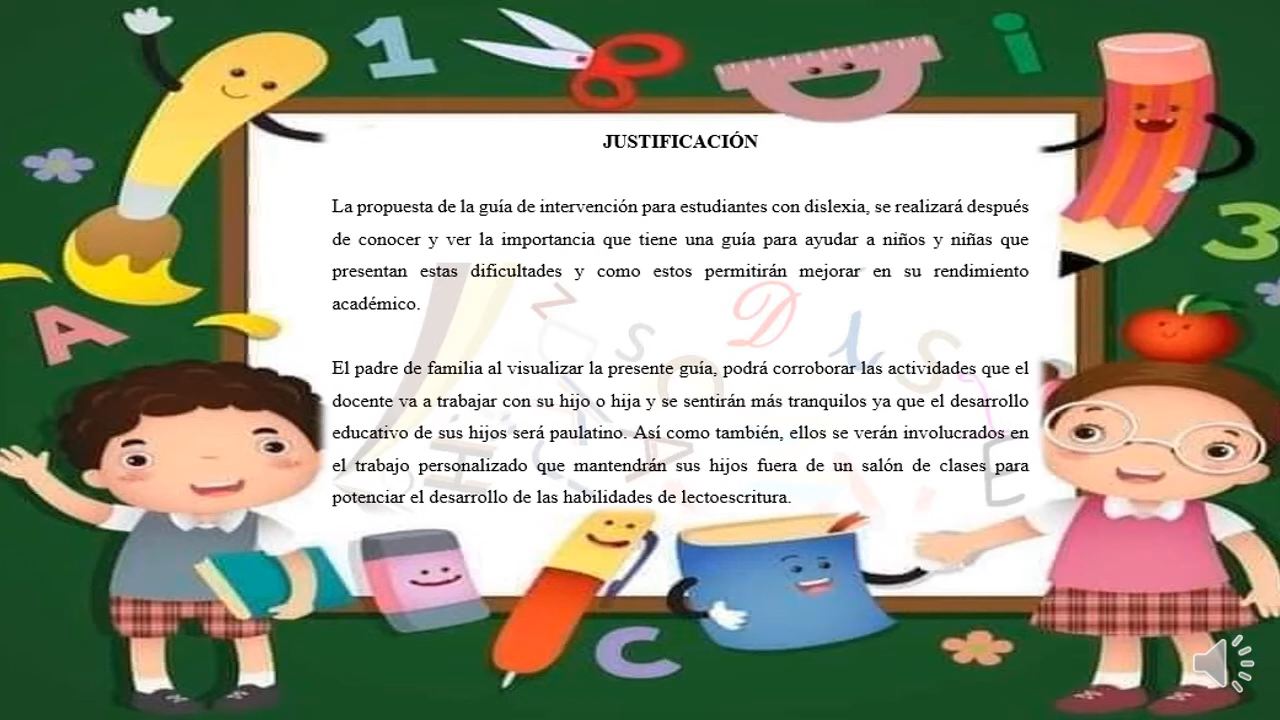 1
i
JUSTIFICACIÓN
La propuesta de la guía de intervención para estudiantes con dislexia, se realizará después
de conocer y ver la importancia que tiene una guía para ayudar a niños y niñas que
presentan estas dificultades y como estos permitirán mejorar en su rendimiento
académico.
3
A
Z S D I S
El padre de familia al visualizar la presente guía, podrá corroborar las actividades que el
docente va a trabajar con su hijo o hija y se sentirán más tranquilos ya que el desarrollo
educativo de sus hijos será paulatino. Así como también, ellos se verán involucrados en
el trabajo personalizado que mantendrán sus hijos fuera de un salón de clases para
potenciar el desarrollo de las habilidades de lectoescritura.
E
C